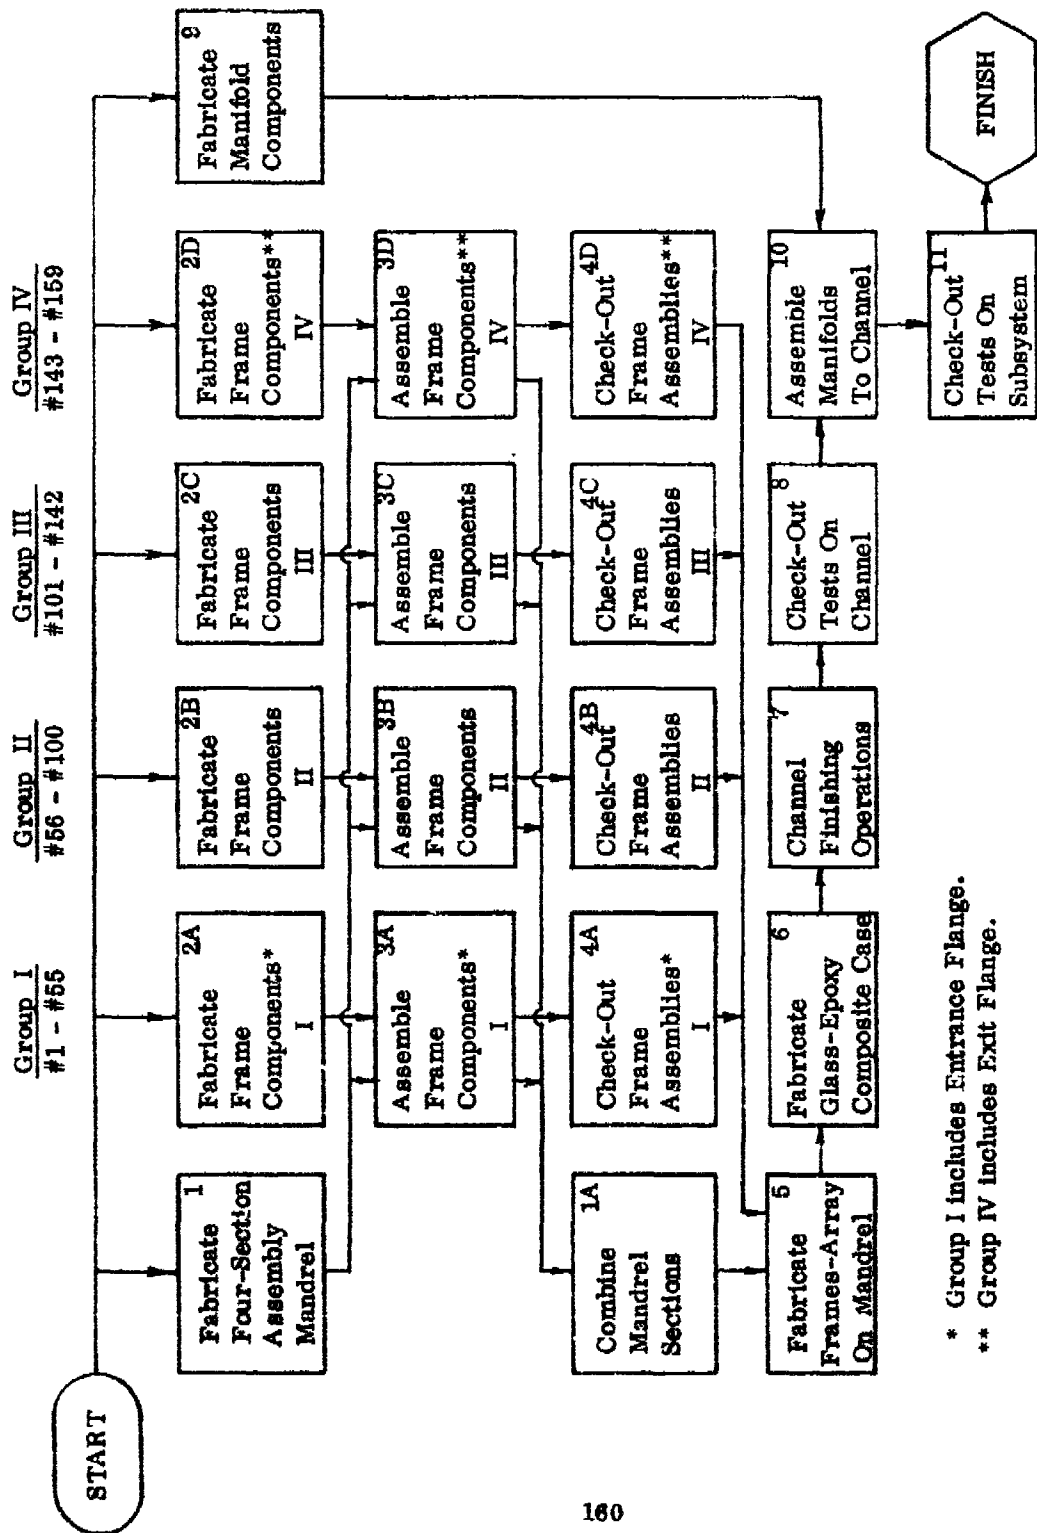 START
Group I
#1 - #55
Group II
#56 - #100
Group III
#101 - #142
Group IV
#143 - #159
1
Fabricate
Four-Section
Assembly
Mandrel
2A
Fabricate
Frame
Components*
I
2B
Fabricate
Frame
Components
II
2C
Fabricate
Frame
Components
III
2D
Fabricate
Frame
Components**
IV
9
Fabricate
Manifold
Components
3A
Assemble
Frame
Components*
I
3B
Assemble
Frame
Components
II
3C
Assemble
Frame
Components
III
3D
Assemble
Frame
Components**
IV
1A
Combine
Mandrel
Sections
4A
Check-Out
Frame
Assemblies*
I
4B
Check-Out
Frame
Assemblies
II
4C
Check-Out
Frame
Assemblies
III
4D
Check-Out
Frame
Assemblies**
IV
5
Fabricate
Frames-Array
On Mandrel
6
Fabricate
Glass-Epoxy
Composite Case
7
Channel
Finishing
Operations
8
Check-Out
Tests On
Channel
10
Assemble
Manifolds
To Channel
11
Check-Out
Tests On
Subsystem
FINISH
* Group I includes Entrance Flange.
** Group IV includes Exit Flange.
160